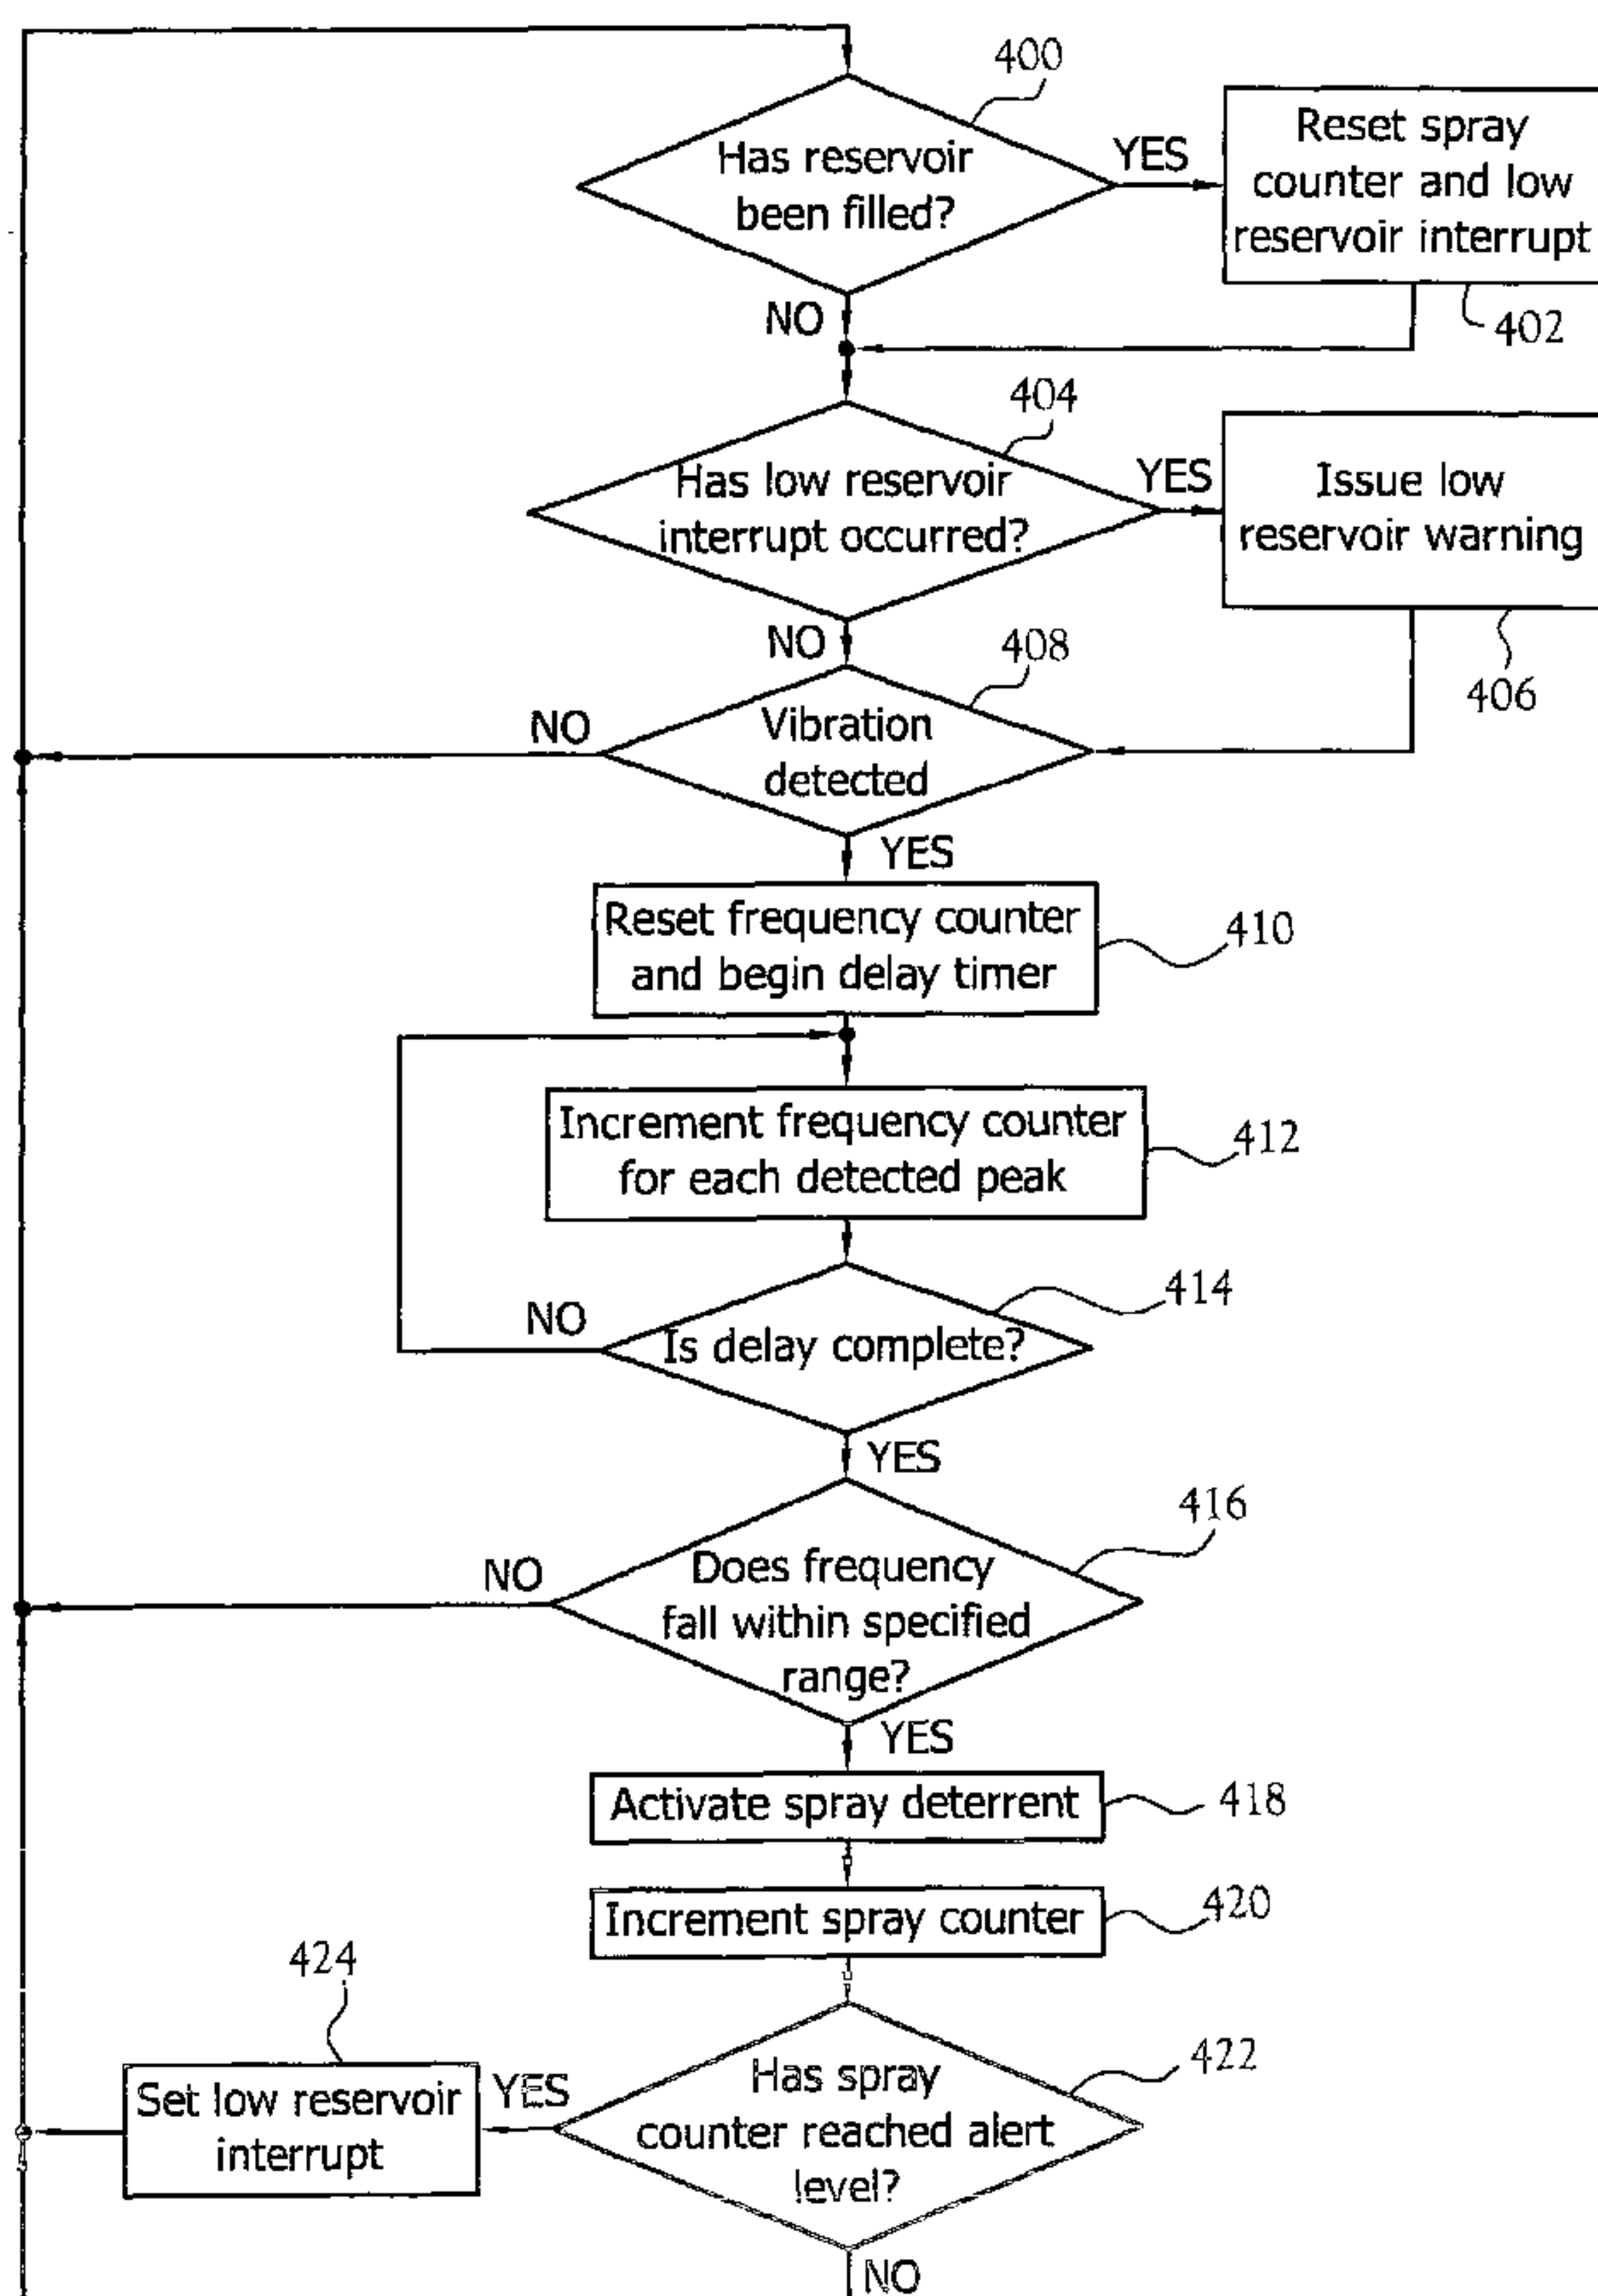 400
Has reservoir
been filled?
YES
Reset spray
counter and low
reservoir interrupt
402
NO
404
Has low reservoir
interrupt occurred?
YES
Issue low
reservoir warning
406
NO
408
Vibration
detected
NO
YES
Reset frequency counter
and begin delay timer
410
Increment frequency counter
for each detected peak
412
414
Is delay complete?
NO
YES
416
Does frequency
fall within specified
range?
NO
YES
Activate spray deterrent
418
Increment spray counter
420
424
Set low reservoir
interrupt
YES
Has spray
counter reached alert
level?
422
NO